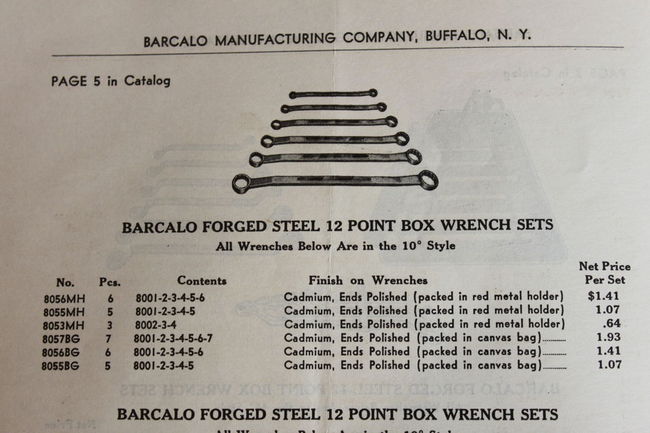 BARCALO MANUFACTURING COMPANY, BUFFALO, N. Y.
PAGE 5 in Catalog
BARCALO FORGED STEEL 12 POINT BOX WRENCH SETS
All Wrenches Below Are in the 10° Style
No. Pcs. Contents Finish on Wrenches Net Price Per Set
8056MH 6 8001-2-3-4-5-6 Cadmium, Ends Polished (packed in red metal holder) $1.41
8055MH 5 8001-2-3-4-5 Cadmium, Ends Polished (packed in red metal holder) 1.07
8053MH 3 8002-3-4 Cadmium, Ends Polished (packed in red metal holder) .64
8057BG 7 8001-2-3-4-5-6-7 Cadmium, Ends Polished (packed in canvas bag) 1.93
8056BG 6 8001-2-3-4-5-6 Cadmium, Ends Polished (packed in canvas bag) 1.41
8055BG 5 8001-2-3-4-5 Cadmium, Ends Polished (packed in canvas bag) 1.07
BARCALO FORGED STEEL 12 POINT BOX WRENCH SETS